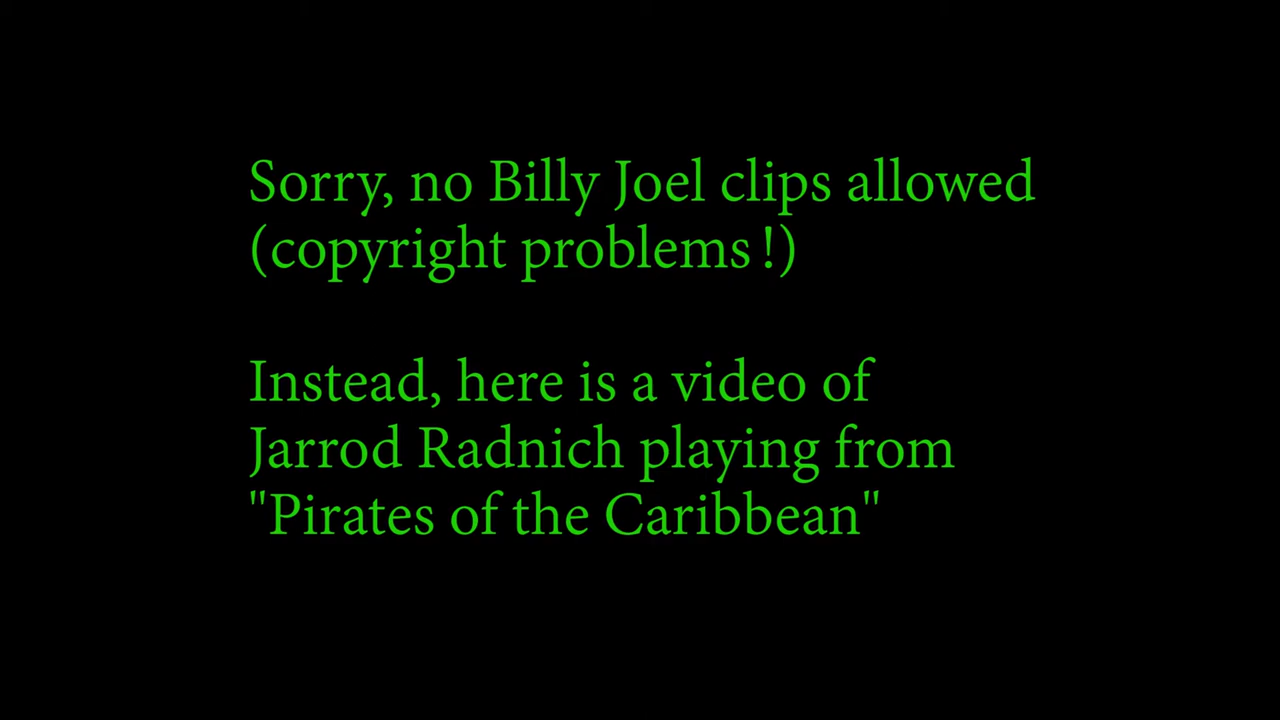 Sorry, no Billy Joel clips allowed
(copyright problems!)
Instead, here is a video of
Jarrod Radnich playing from
"Pirates of the Caribbean"